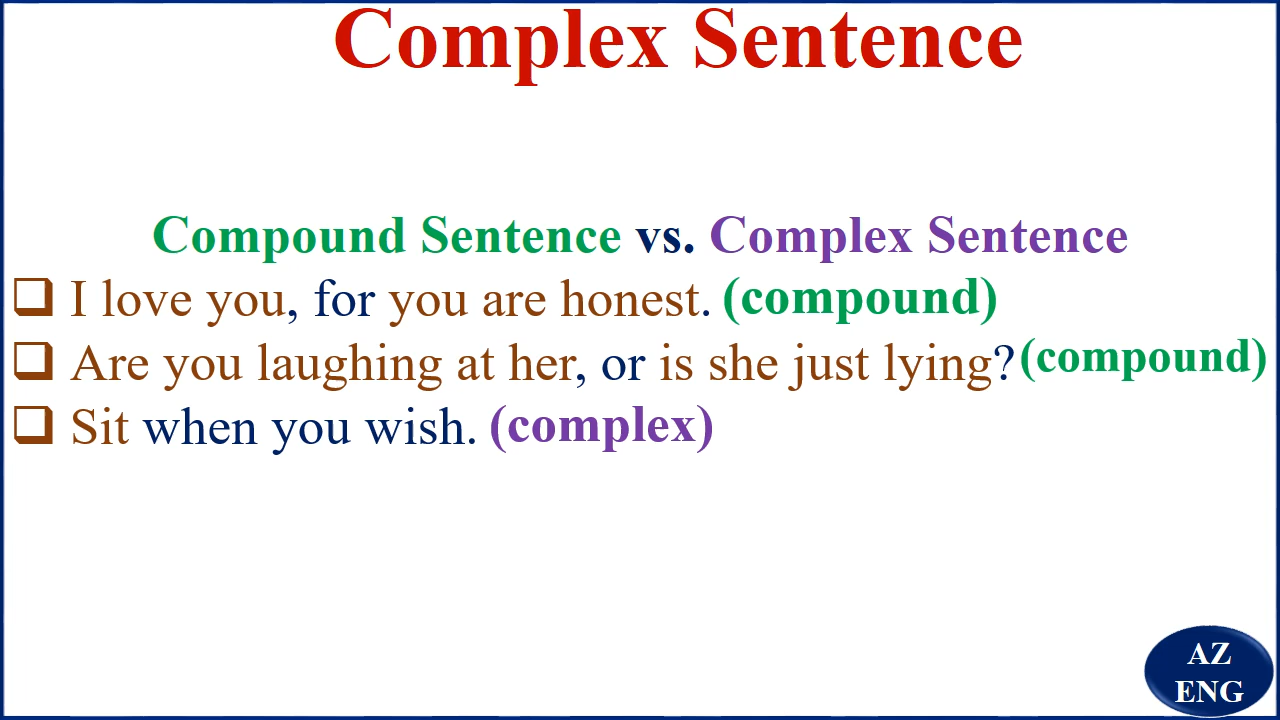 Complex Sentence
Compound Sentence vs. Complex Sentence
❑ I love you, for you are honest. (compound)
❑ Are you laughing at her, or is she just lying? (compound)
❑ Sit when you wish. (complex)
AZ
ENG